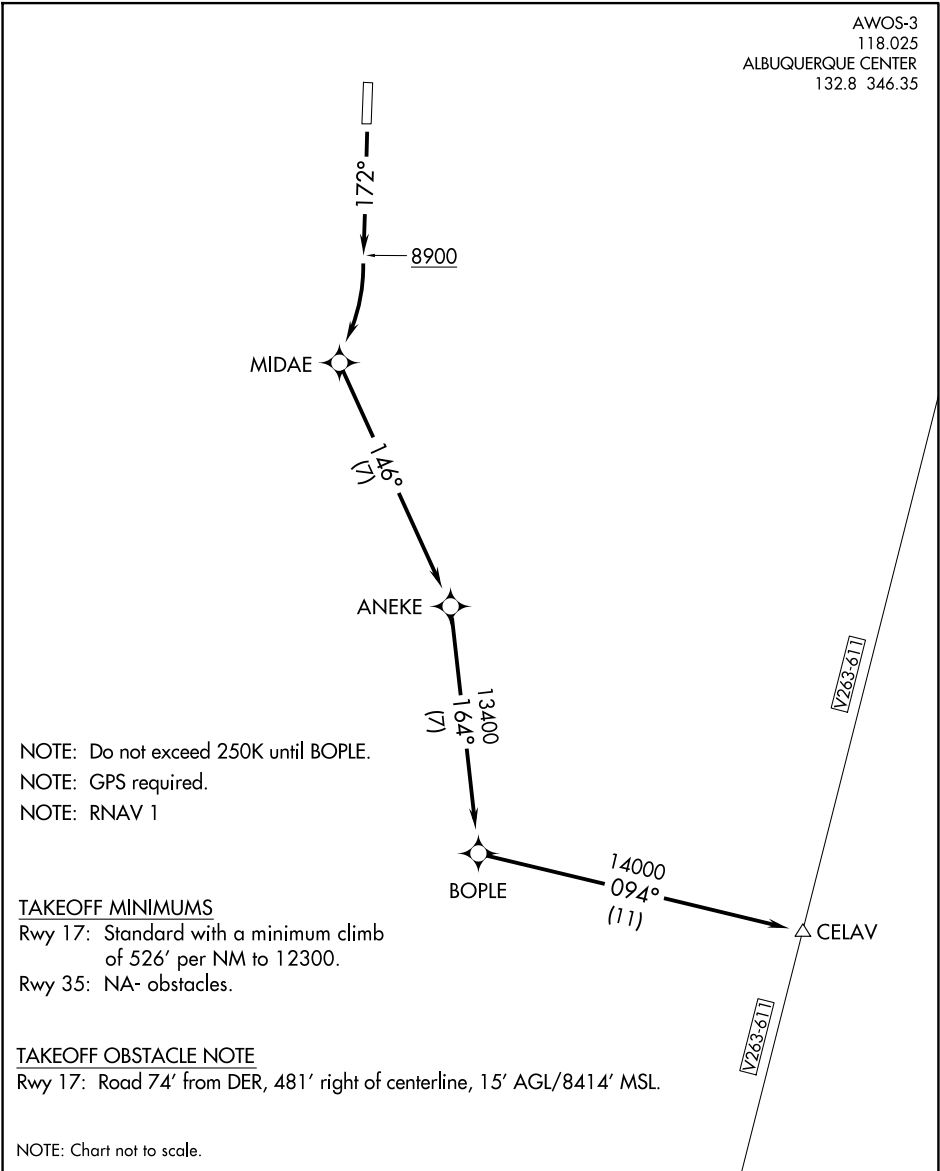 AWOS-3
118.025
ALBUQUERQUE CENTER
132.8 346.35
172°
8900
MIDAE
146°
(7)
ANEKE
13400
164°
(7)
V263-611
NOTE: Do not exceed 250K until BOPLE.
NOTE: GPS required.
NOTE: RNAV 1
BOPLE
14000
094°
(11)
CELAV
TAKEOFF MINIMUMS
Rwy 17: Standard with a minimum climb
of 526' per NM to 12300.
Rwy 35: NA- obstacles.
V263-611
TAKEOFF OBSTACLE NOTE
Rwy 17: Road 74' from DER, 481' right of centerline, 15' AGL/8414' MSL.
NOTE: Chart not to scale.